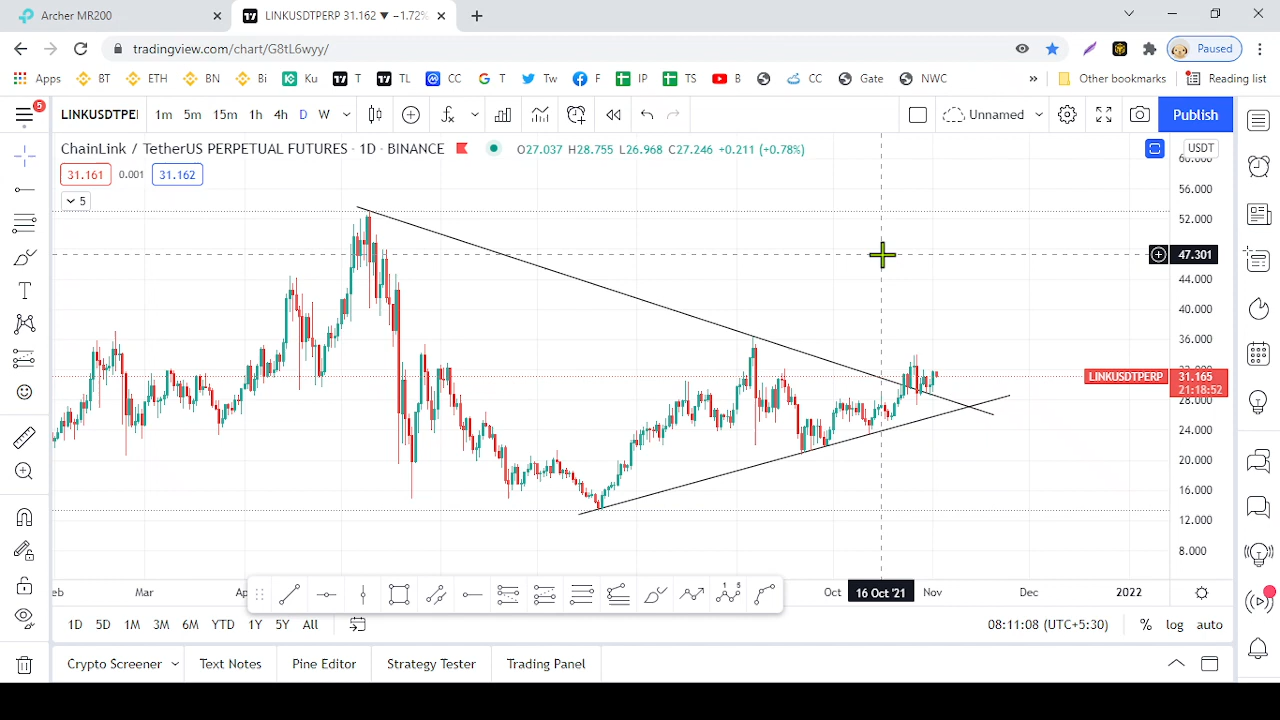 Archer MR200
LINKUSDTPERP 31.162 ▼ −1.72%
tradingview.com/chart/G8tL6wyy/
Paused
Apps BT ETH BN Bi Ku T TL CC T Tw F IP TS B CC Gate NWC » Other bookmarks Reading list
5 LINKUSDTPE 1m 5m 15m 1h 4h D W Unnamed Publish
ChainLink / TetherUS PERPETUAL FUTURES · 1D · BINANCE O27.037 H28.755 L26.968 C27.246 +0.211 (+0.78%) USDT
31.161 0.001 31.162
5
60.000
56.000
52.000
47.301
44.000
40.000
36.000
LINKUSDTPERP 31.165
21:18:52
28.000
24.000
20.000
16.000
12.000
8.000
eb Mar Oct 16 Oct '21 Nov Dec 2022
1D 5D 1M 3M 6M YTD 1Y 5Y All 08:11:08 (UTC+5:30) % log auto
Crypto Screener Text Notes Pine Editor Strategy Tester Trading Panel